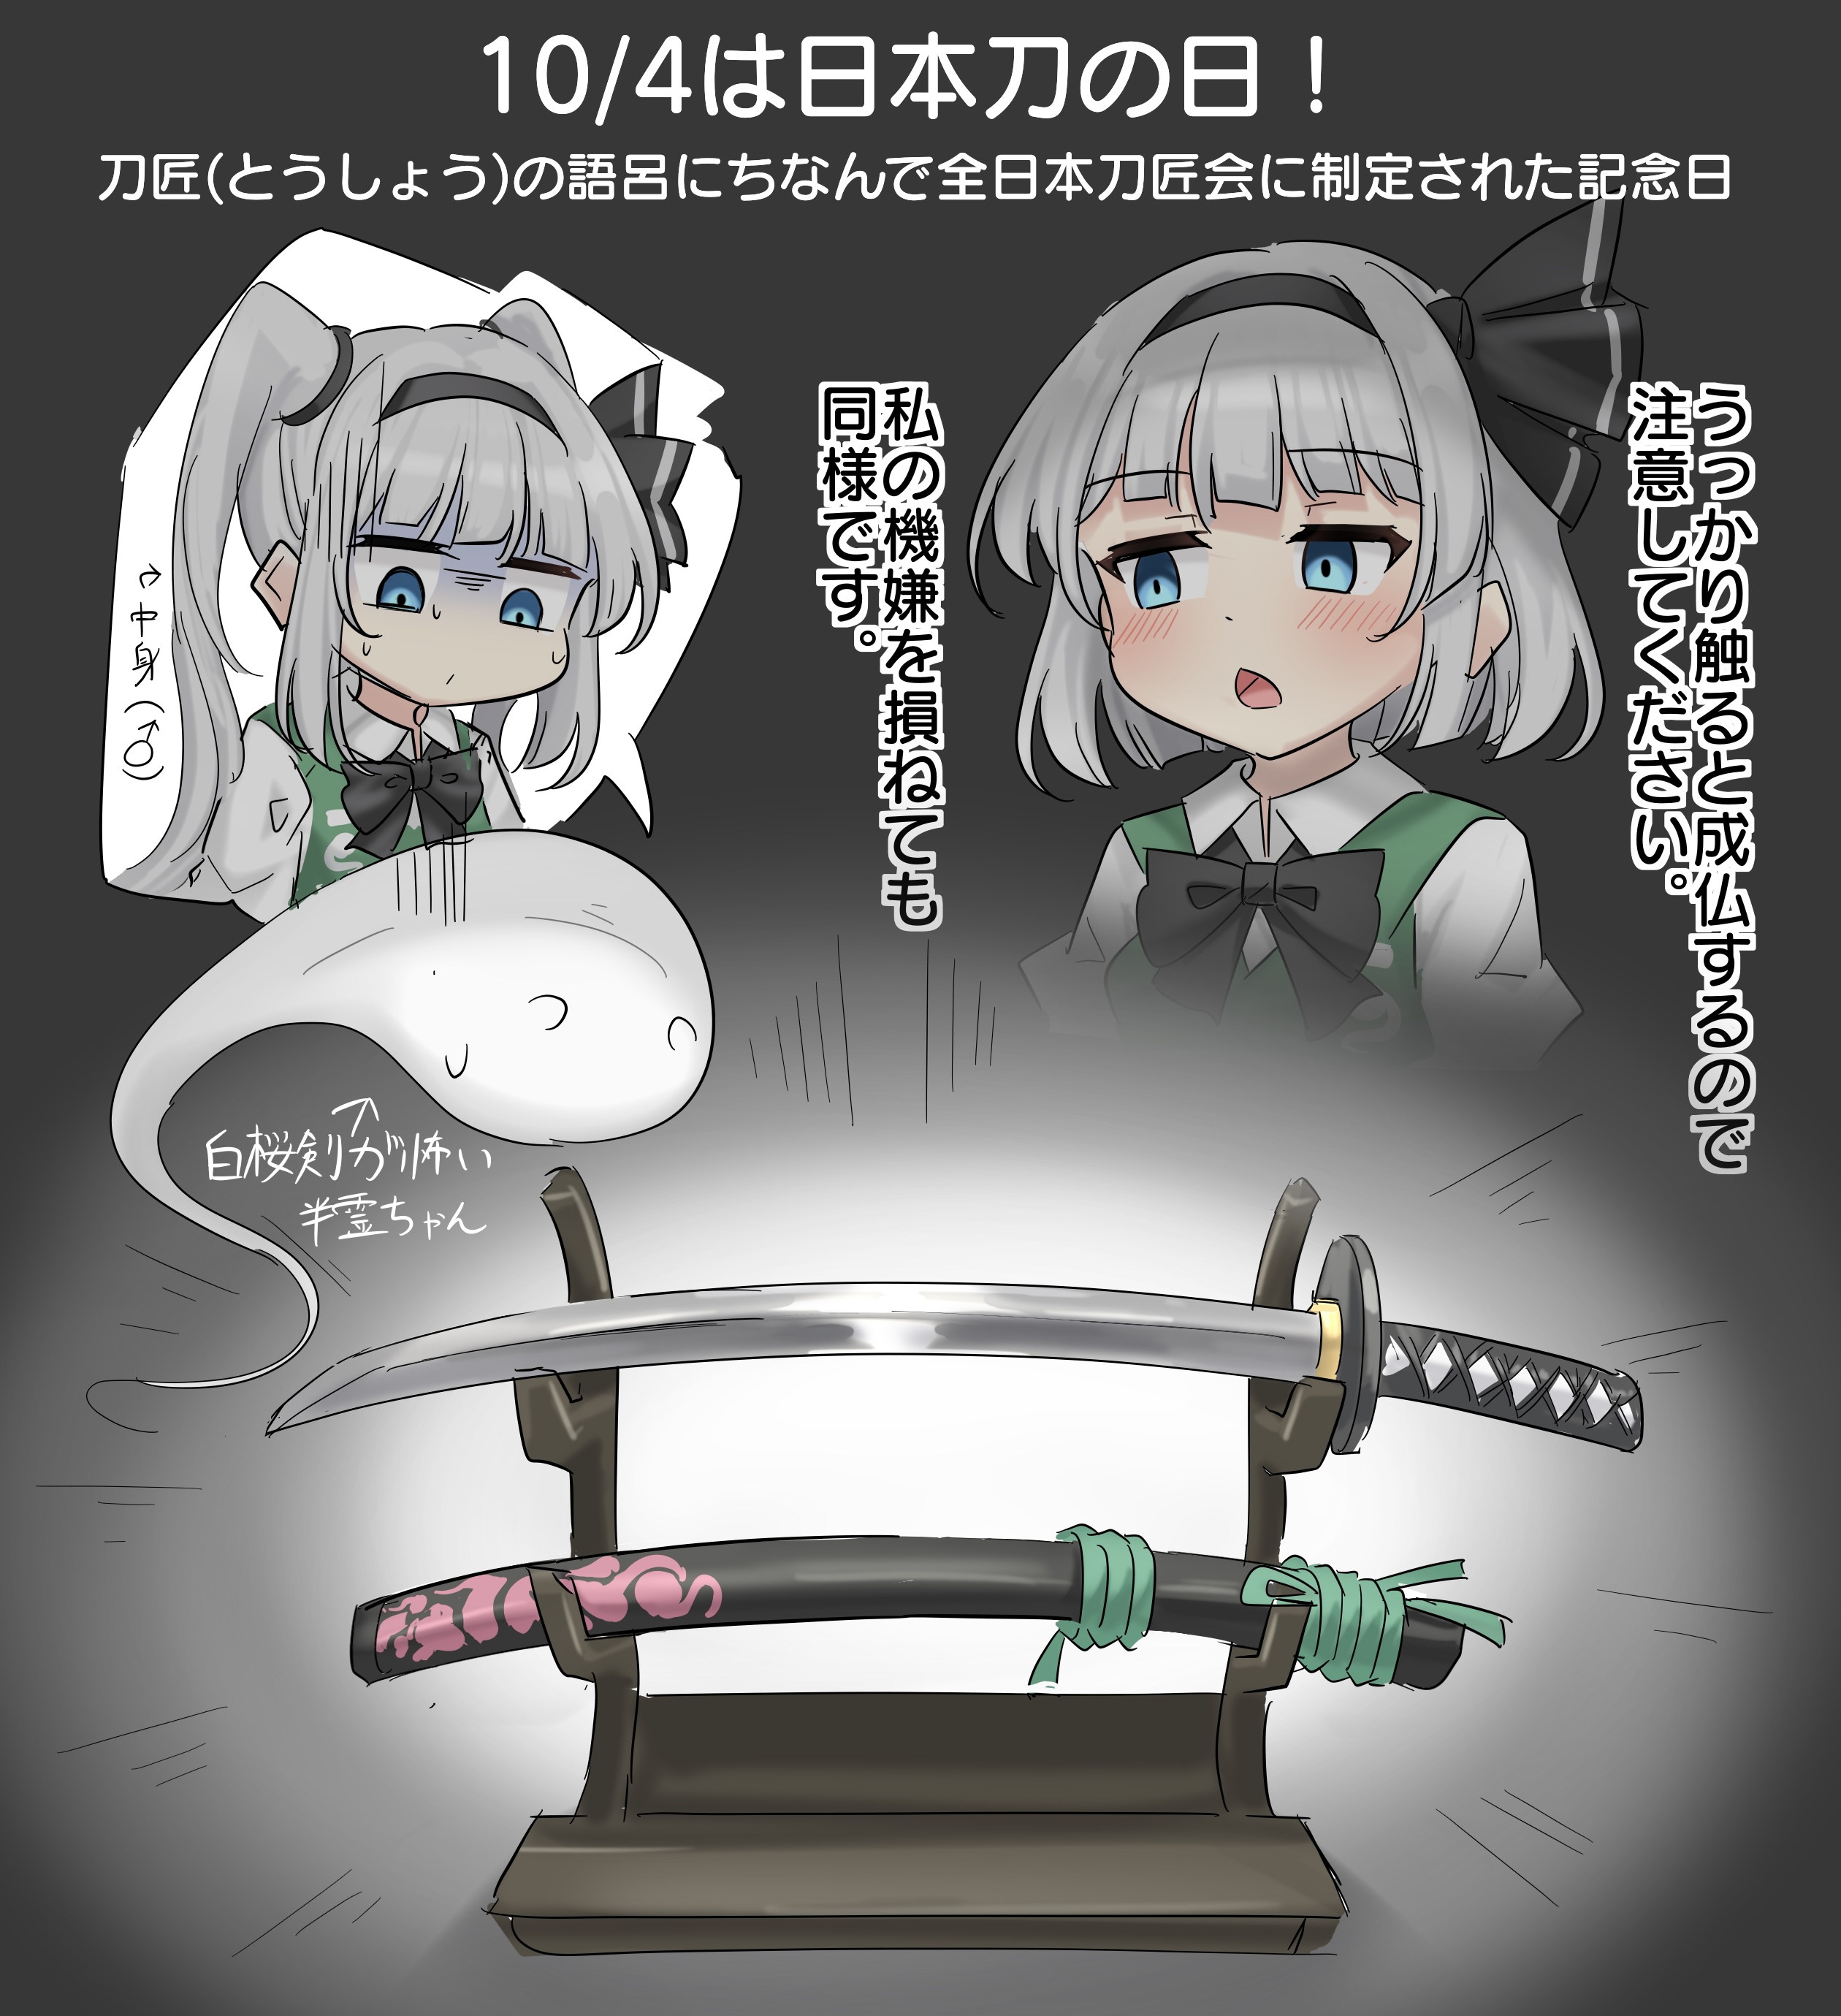 10/4は日本刀の日！
刀匠(とうしょう)の語呂にちなんで全日本刀匠会に制定された記念日
うっかり触ると成仏するので
注意してください。
私の機嫌を損ねても
同様です。
中身(♂)
↑
白桜剣が怖い
半霊ちゃん